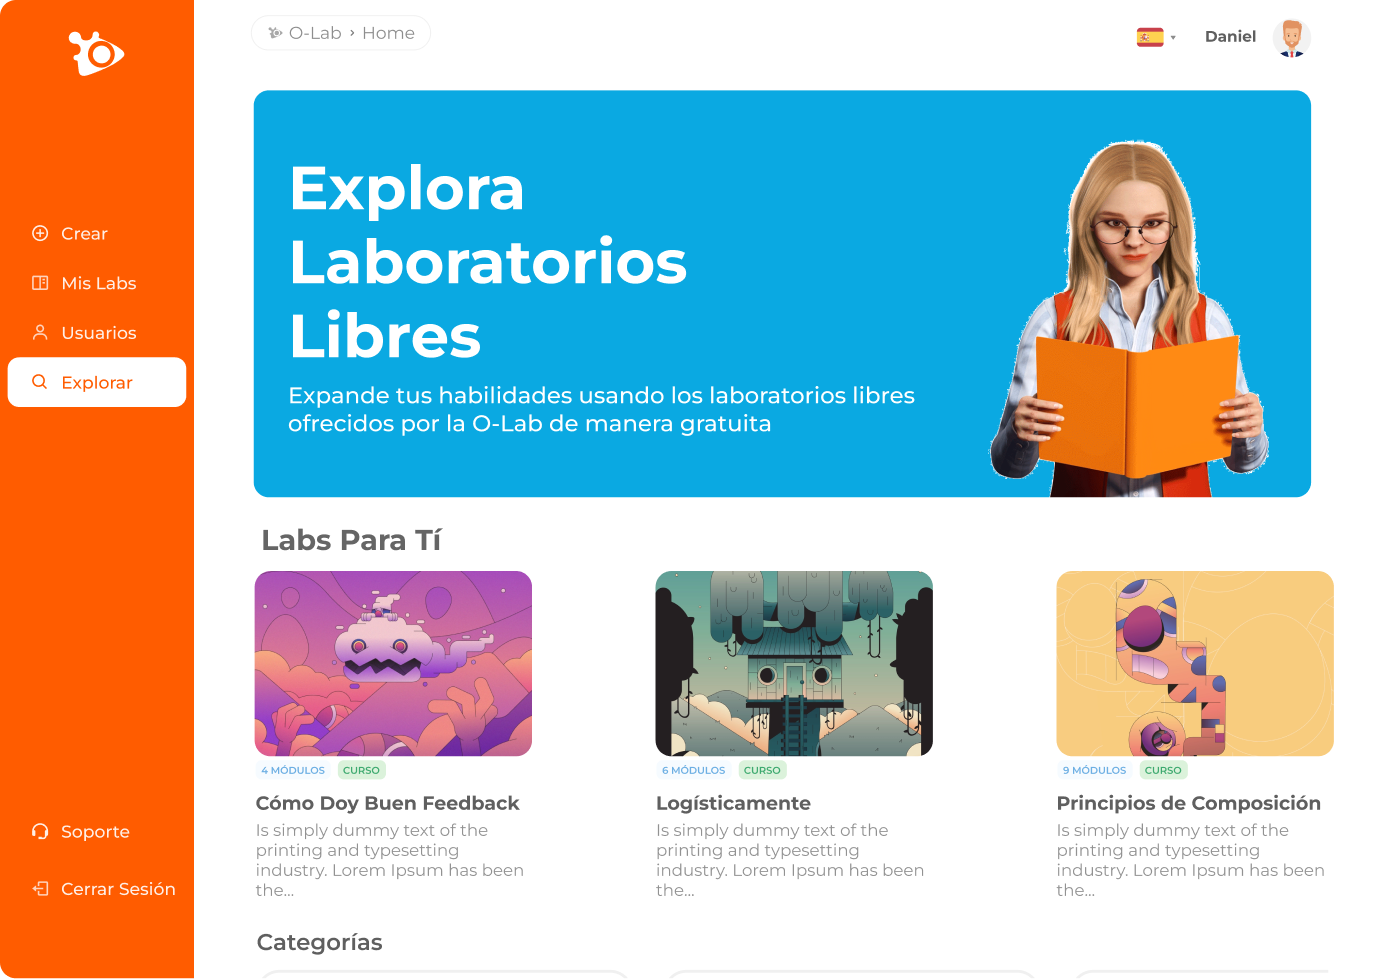 O-Lab › Home
Daniel
Crear
Mis Labs
Usuarios
Explorar
Soporte
Cerrar Sesión
Explora
Laboratorios
Libres
Expande tus habilidades usando los laboratorios libres
ofrecidos por la O-Lab de manera gratuita
Labs Para Tí
4 MÓDULOS CURSO
Cómo Doy Buen Feedback
Is simply dummy text of the
printing and typesetting
industry. Lorem Ipsum has been
the...
6 MÓDULOS CURSO
Logísticamente
Is simply dummy text of the
printing and typesetting
industry. Lorem Ipsum has been
the...
9 MÓDULOS CURSO
Principios de Composición
Is simply dummy text of the
printing and typesetting
industry. Lorem Ipsum has been
the...
Categorías